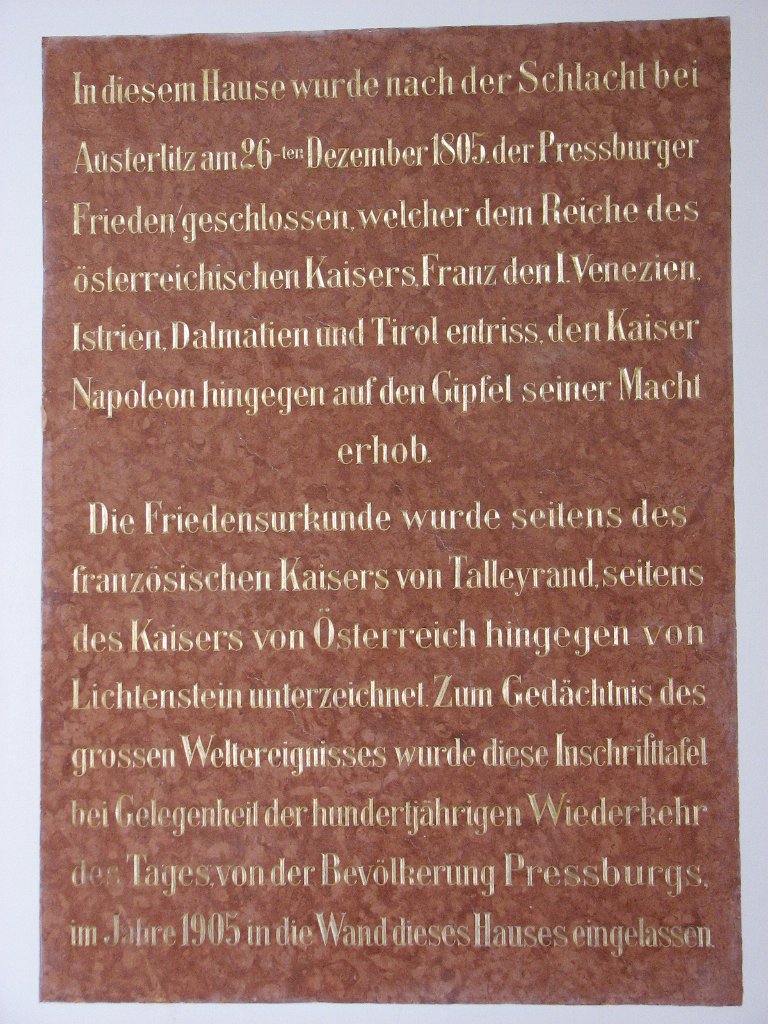 In diesem Hause wurde nach der Schlacht bei
Austerlitz am 26-ten Dezember 1805. der Pressburger
Frieden/geschlossen, welcher dem Reiche des
österreichischen Kaisers, Franz den I. Venezien,
Istrien, Dalmatien und Tirol entriss, den Kaiser
Napoleon hingegen auf den Gipfel seiner Macht
erhob.
Die Friedensurkunde wurde seitens des
französischen Kaisers von Talleyrand, seitens
des Kaisers von Österreich hingegen von
Lichtenstein unterzeichnet. Zum Gedächtnis des
grossen Weltereignisses wurde diese Inschrifttafel
bei Gelegenheit der hundertjährigen Wiederkehr
des Tages, von der Bevölkerung Pressburgs,
im Jahre 1905 in die Wand dieses Hauses eingelassen.